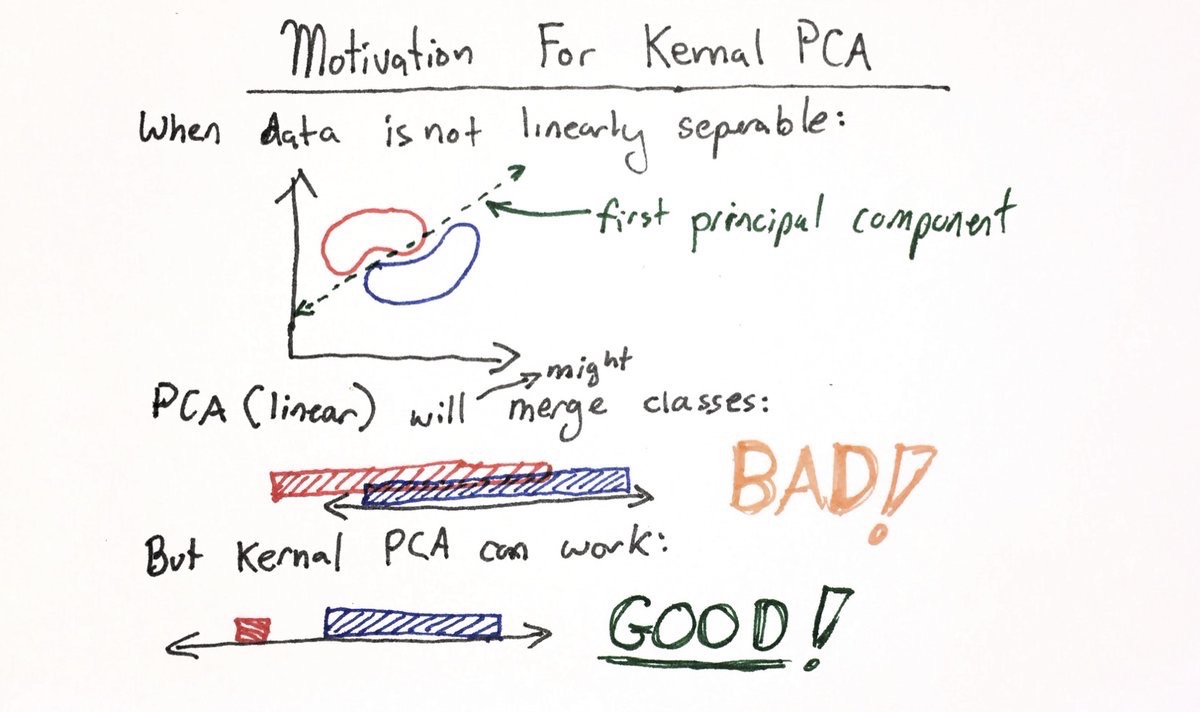 Motivation For Kernal PCA
When data is not linearly seperable:
first principal component
might
PCA (linear) will merge classes:
BAD!
But Kernal PCA can work:
GOOD!